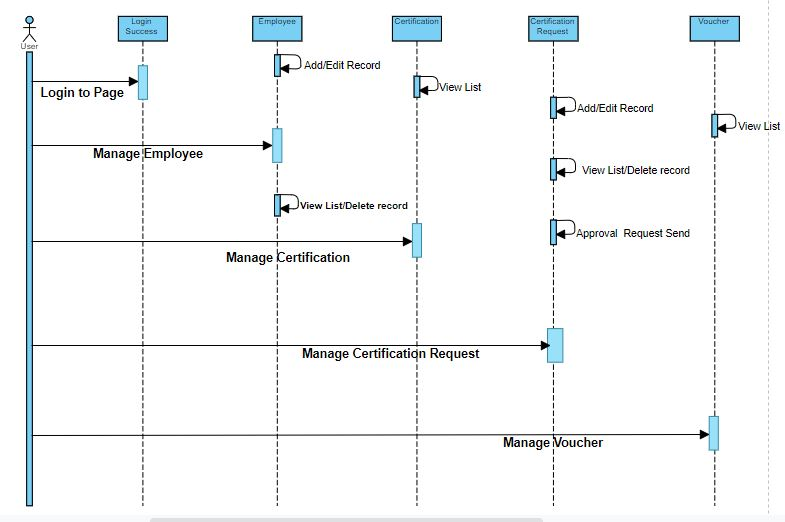 Login
Success
Employee
Certification
Certification
Request
Voucher
User
Add/Edit Record
View List
Login to Page
Add/Edit Record
View List
Manage Employee
View List/Delete record
View List/Delete record
Approval Request Send
Manage Certification
Manage Certification Request
Manage Voucher